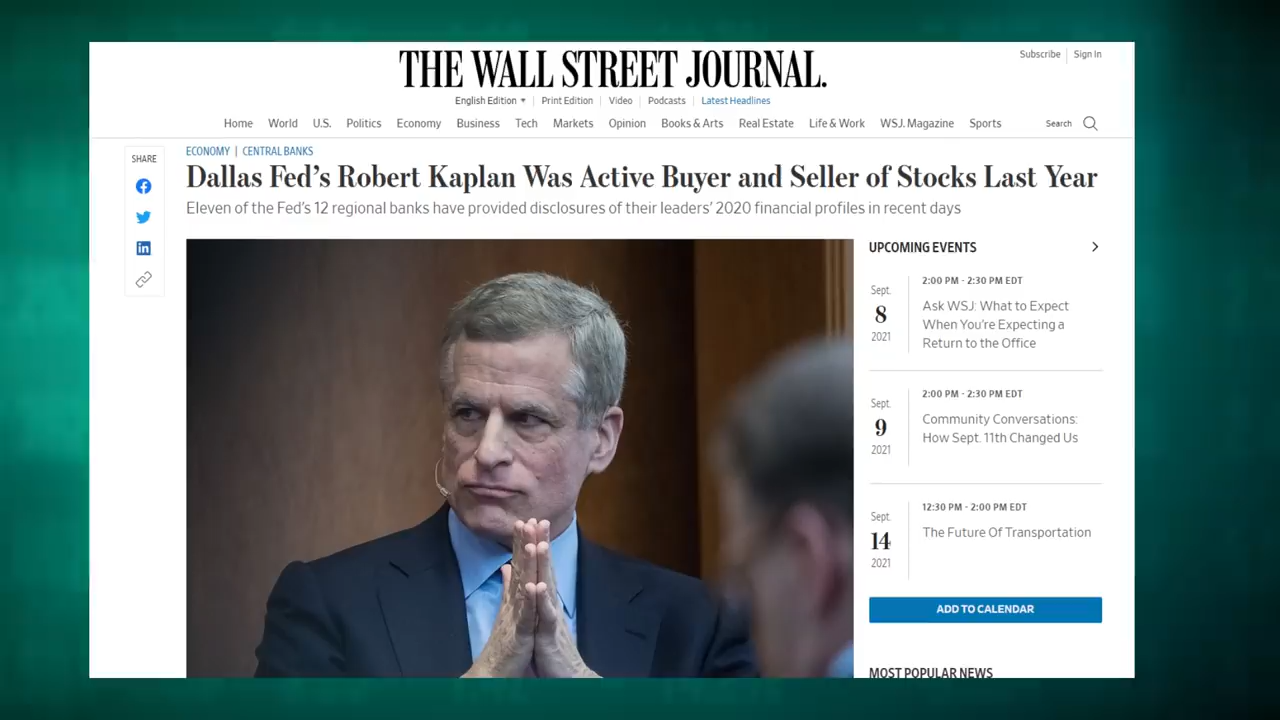 THE WALL STREET JOURNAL.
Subscribe Sign In
English Edition Print Edition Video Podcasts Latest Headlines
Home World U.S. Politics Economy Business Tech Markets Opinion Books & Arts Real Estate Life & Work WSJ. Magazine Sports Search
SHARE
ECONOMY | CENTRAL BANKS
Dallas Fed's Robert Kaplan Was Active Buyer and Seller of Stocks Last Year
Eleven of the Fed's 12 regional banks have provided disclosures of their leaders' 2020 financial profiles in recent days
UPCOMING EVENTS
Sept.
8
2021
2:00 PM - 2:30 PM EDT
Ask WSJ: What to Expect
When You're Expecting a
Return to the Office
Sept.
9
2021
2:00 PM - 2:30 PM EDT
Community Conversations:
How Sept. 11th Changed Us
Sept.
14
2021
12:30 PM - 2:00 PM EDT
The Future Of Transportation
ADD TO CALENDAR
MOST POPULAR NEWS